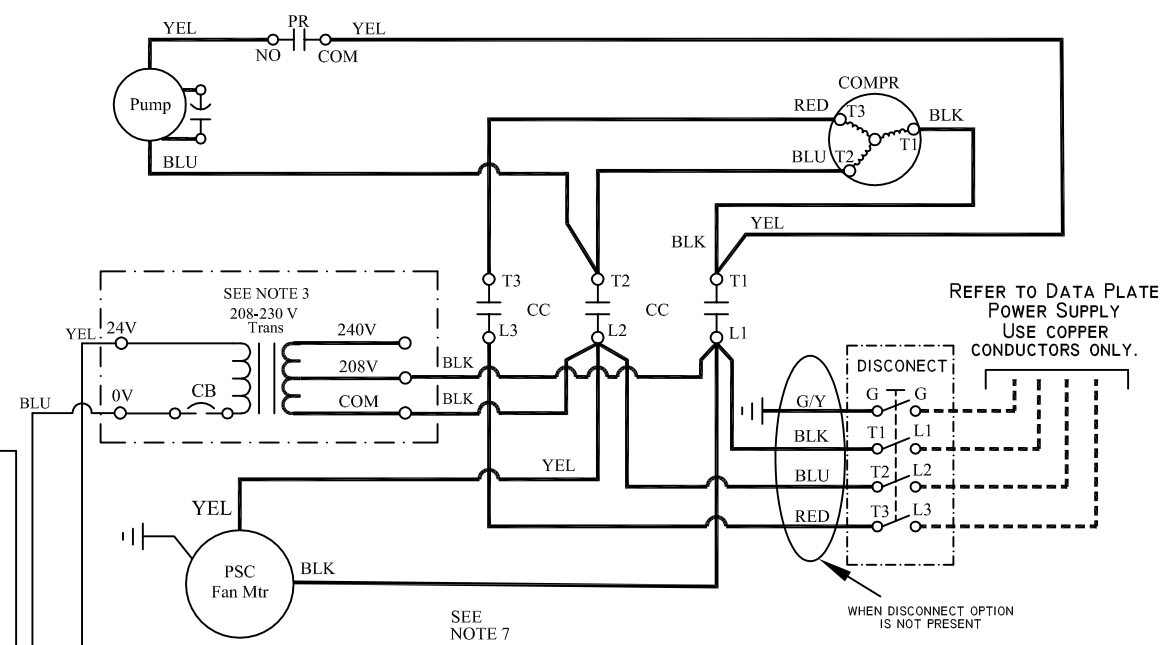 YEL
PR
YEL
NO
COM
COMPR
Pump
RED
T3
BLK
T1
BLU
T2
BLU
YEL
BLK
T3
T2
T1
CC
CC
L3
L2
L1
SEE NOTE 3
208-230 V
Trans
YEL
24V
240V
208V
BLK
0V
CB
COM
BLK
BLU
REFER TO DATA PLATE
POWER SUPPLY
USE COPPER
CONDUCTORS ONLY.
DISCONECT
G/Y
G
G
BLK
T1
L1
BLU
T2
L2
RED
T3
L3
YEL
YEL
PSC
Fan Mtr
BLK
SEE
NOTE 7
WHEN DISCONNECT OPTION
IS NOT PRESENT